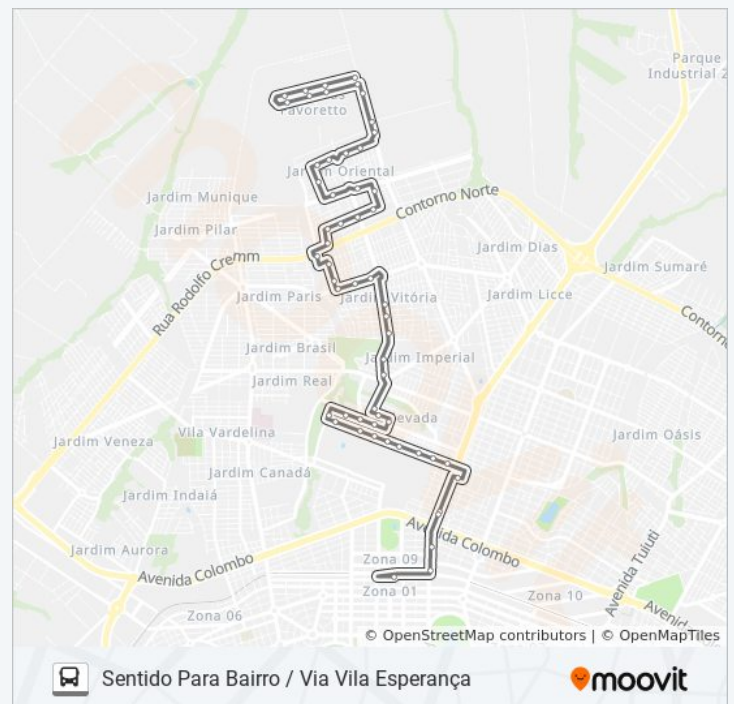 Parque
Industrial 2
Favoretto
Jardim Oriental
Jardim Munique
Contorno Norte
Jardim Pilar
Jardim Dias
Rua Rodolfo Cremm
Jardim Sumaré
Jardim Paris
Jardim Vitória
Jardim Licce
Contorno
Jardim Brasil
Jardim Imperial
Jardim Real
Vila Vardelina
Jardim Veneza
Jardim Oásis
Jardim Canadá
Jardim Indaiá
Avenida Colombo
Jardim Aurora
Zona 09
Avenida Colombo
Avenida Tuiuti
Zona 01
Zona 10
Avenida
Zona 06
© OpenStreetMap contributors | © OpenMapTiles
Sentido Para Bairro / Via Vila Esperança
moovit